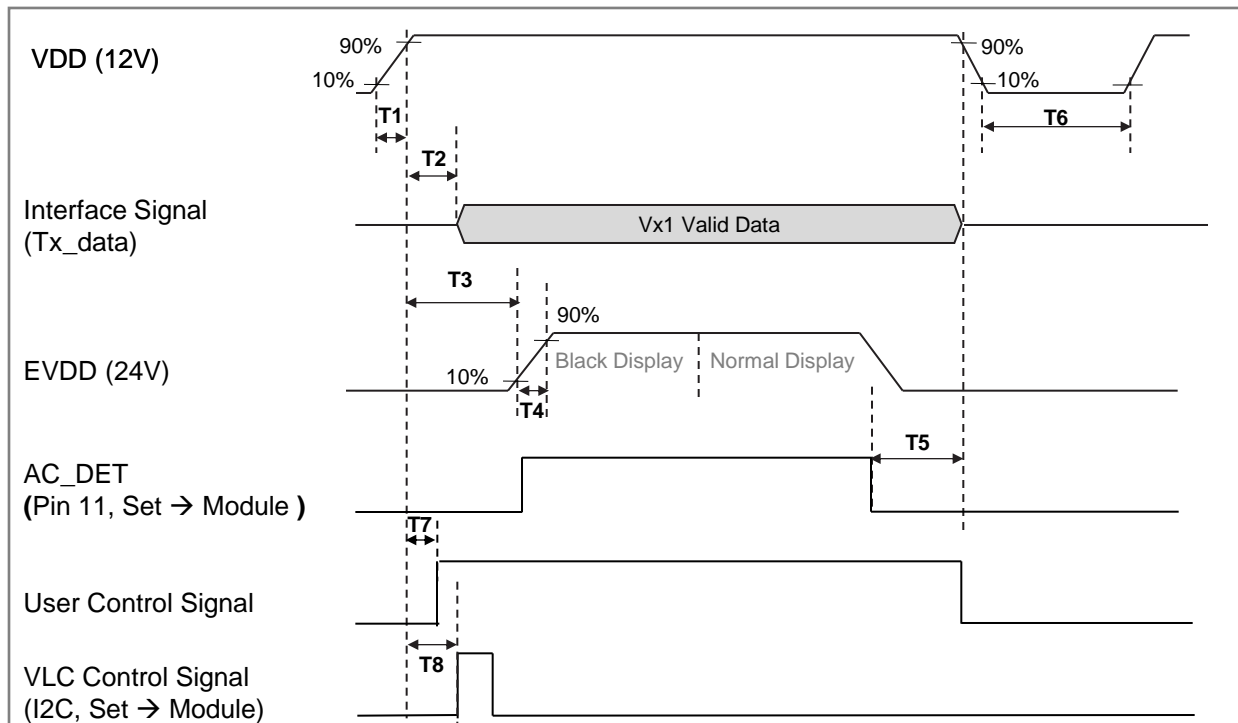 VDD (12V)
90%
10%
90%
10%
T1
T6
T2
Interface Signal
(Tx_data)
Vx1 Valid Data
T3
90%
EVDD (24V)
Black Display
Normal Display
10%
T4
T5
AC_DET
(Pin 11, Set → Module )
T7
User Control Signal
T8
VLC Control Signal
(I2C, Set → Module)